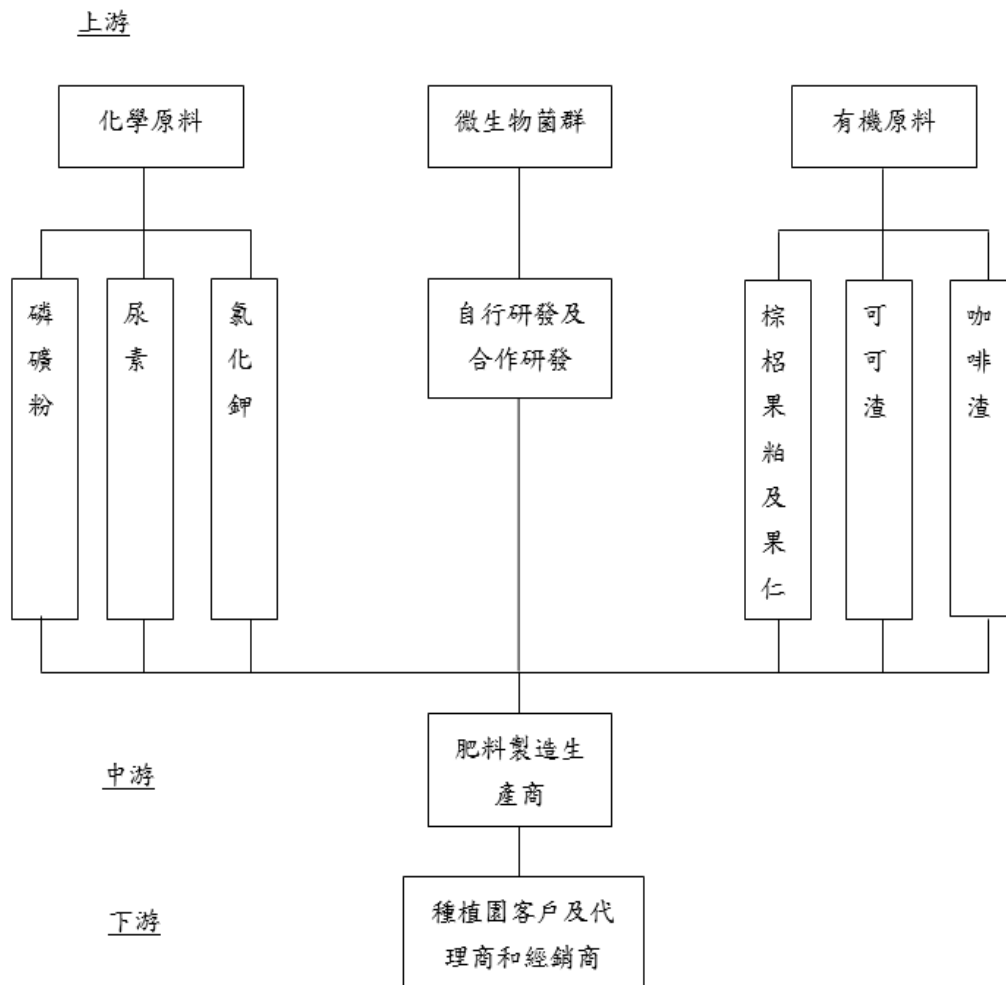 上游
化學原料
微生物菌群
有機原料
磷礦粉
尿素
氯化鉀
自行研發及
合作研發
棕櫚果粕及果仁
可可渣
咖啡渣
中游
肥料製造生
產商
下游
種植園客戶及代
理商和經銷商